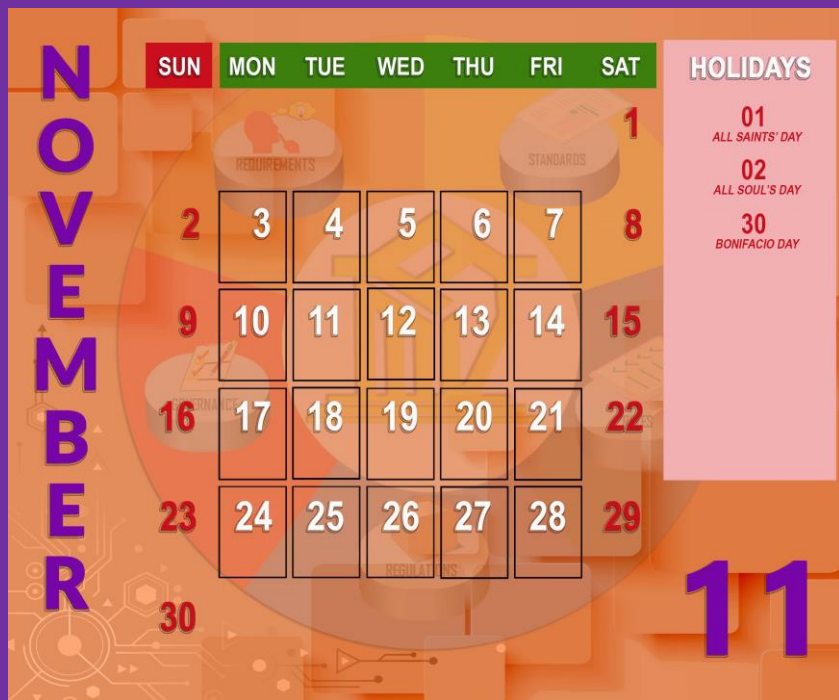 NOVEMBER
SUN MON TUE WED THU FRI SAT
1
2 3 4 5 6 7 8
9 10 11 12 13 14 15
16 17 18 19 20 21 22
23 24 25 26 27 28 29
30
HOLIDAYS
01
ALL SAINTS' DAY
02
ALL SOUL'S DAY
30
BONIFACIO DAY
REQUIREMENTS
STANDARDS
GOVERNANCE
REGULATIONS
11